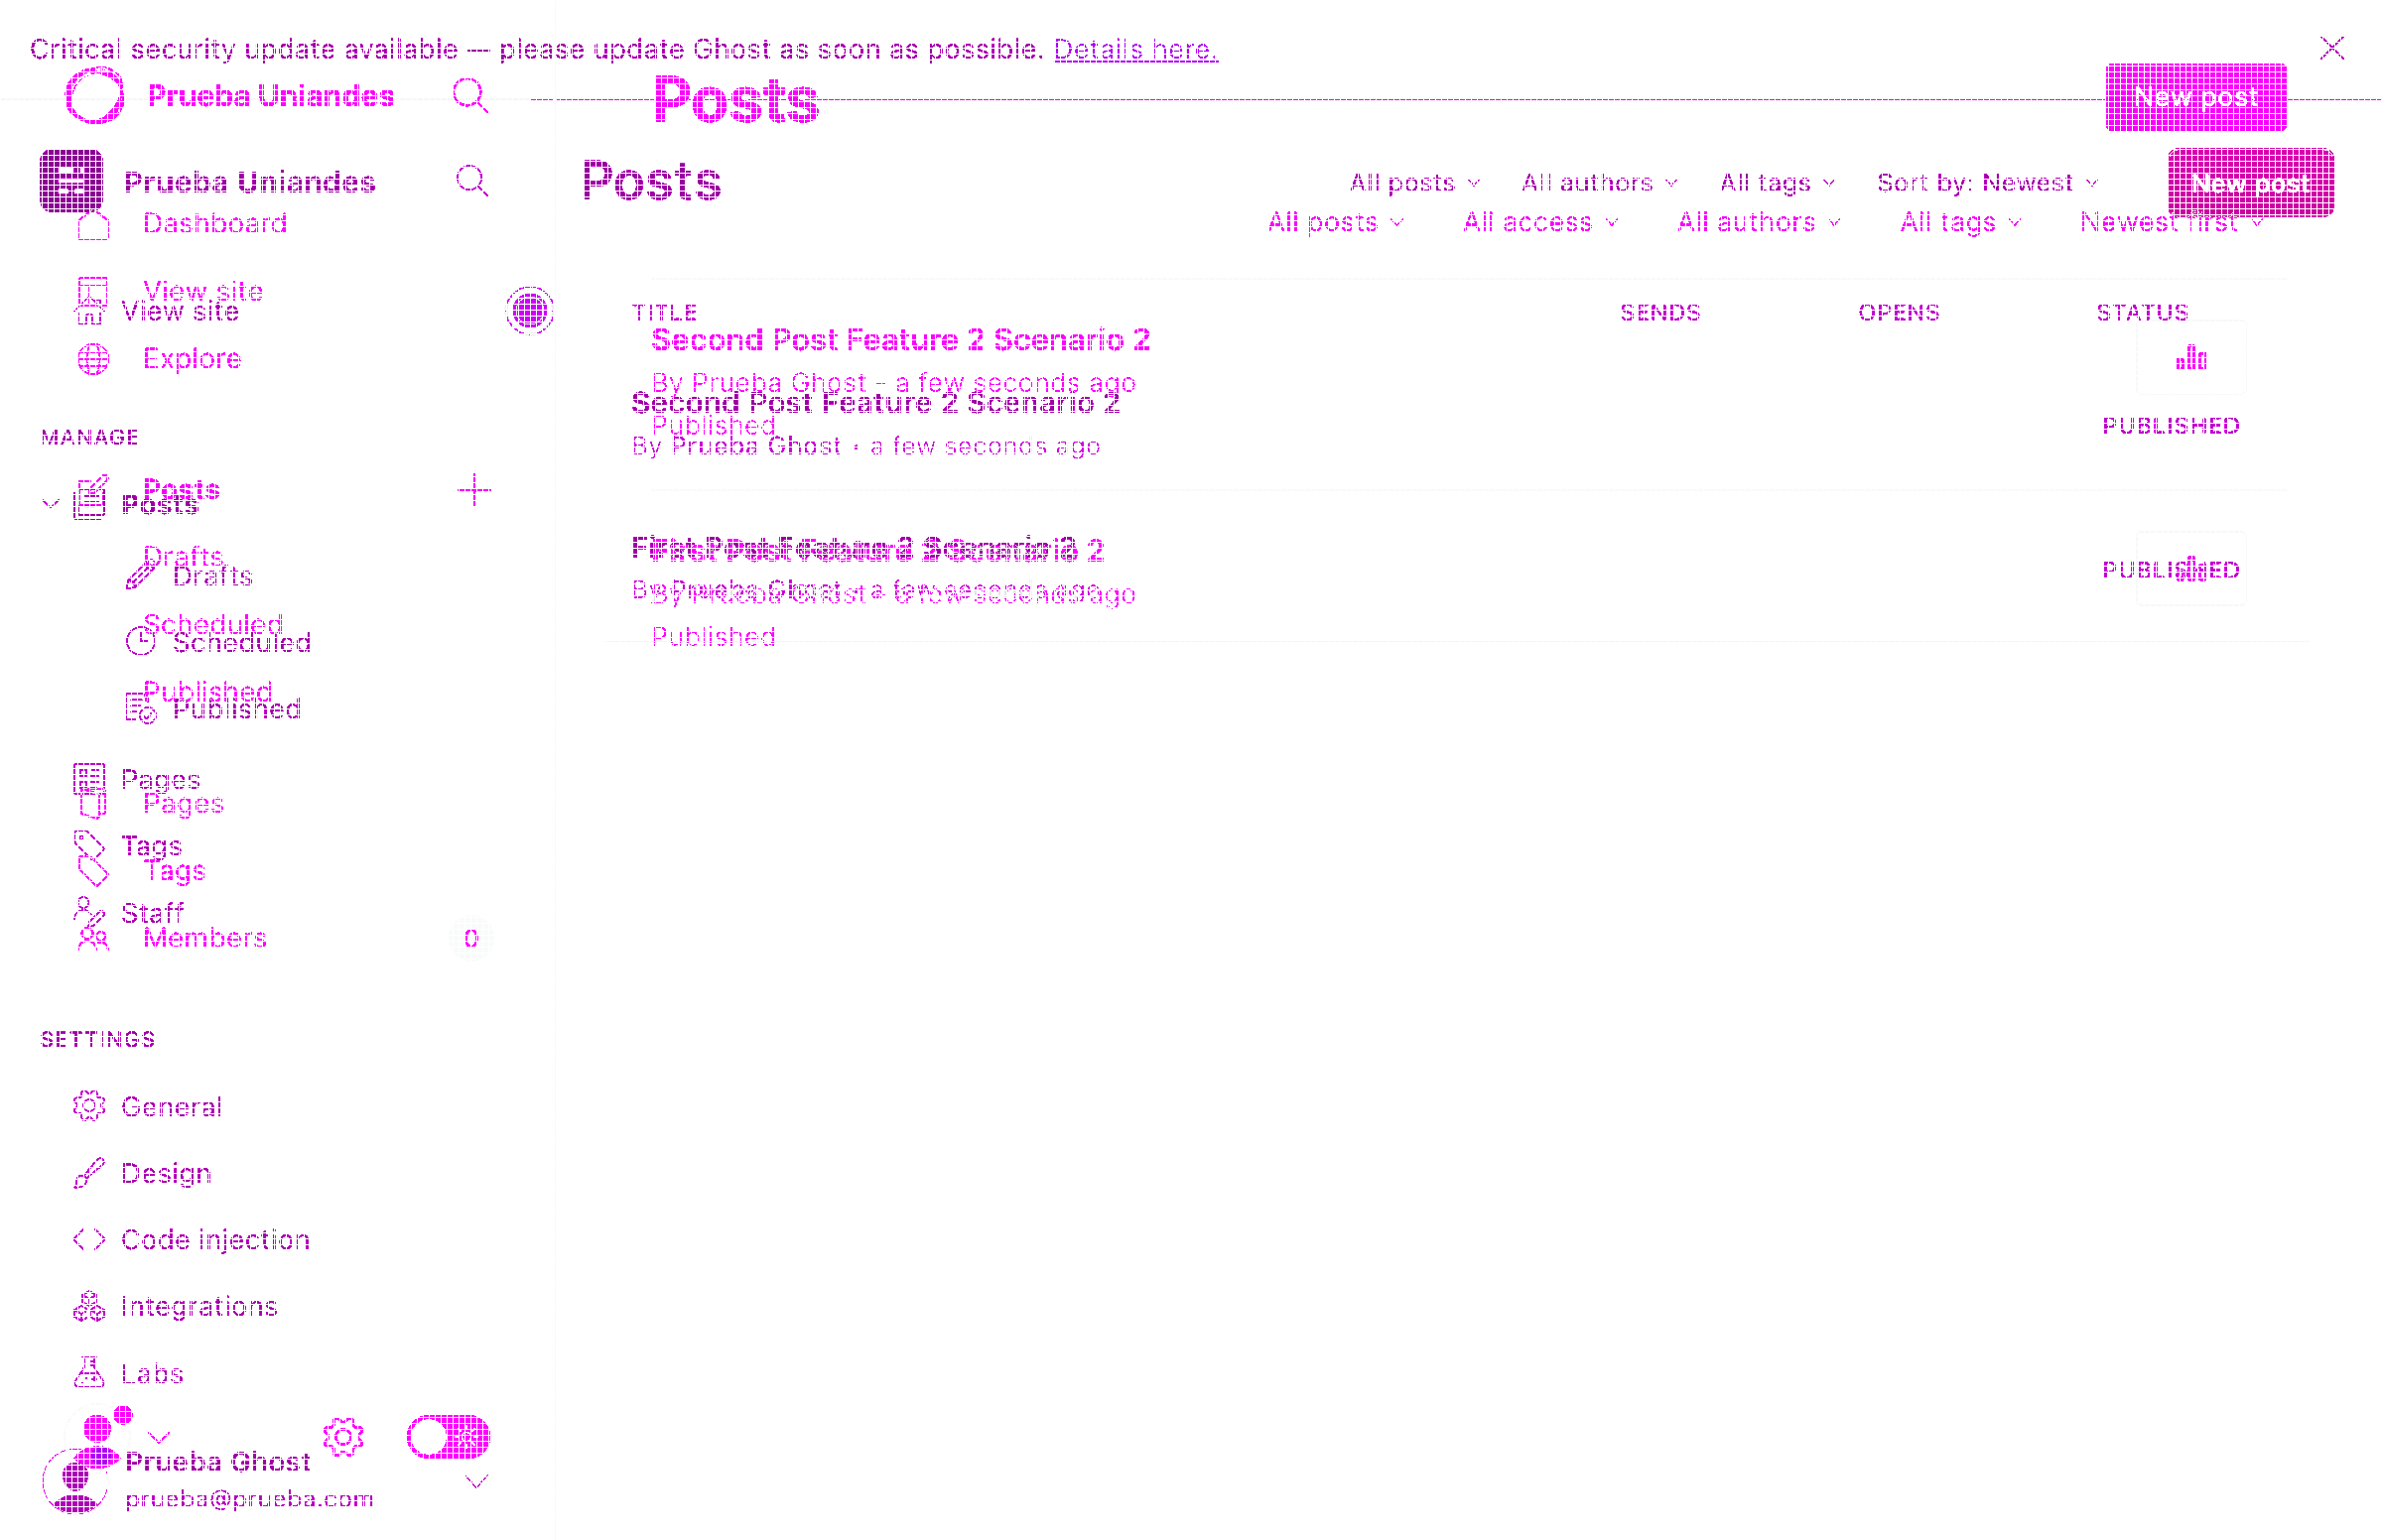 Critical security update available — please update Ghost as soon as possible. Details here.
Prueba Uniandes
Posts
New post
Prueba Uniandes
Posts
All posts
All authors
All tags
Sort by: Newest
New post
Dashboard
All posts
All access
All authors
All tags
Newest first
View site
View site
TITLE
SENDS
OPENS
STATUS
Second Post Feature 2 Scenario 2
Explore
By Prueba Ghost - a few seconds ago
Second Post Feature 2 Scenario 2
Published
PUBLISHED
MANAGE
By Prueba Ghost • a few seconds ago
Posts
Posts
Drafts
First Post Feature 2 Scenario 2
First Post Feature 2 Scenario 2
Drafts
PUBLISHED
By Prueba Ghost • a few seconds ago
By Prueba Ghost - a few seconds ago
Scheduled
Scheduled
Published
Published
Published
Pages
Pages
Tags
Tags
Staff
Members
0
SETTINGS
General
Design
Code injection
Integrations
Labs
Prueba Ghost
prueba@prueba.com